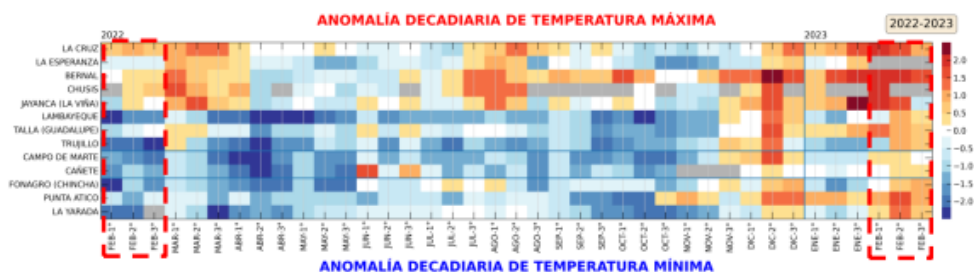 ANOMALÍA DECADIARIA DE TEMPERATURA MÁXIMA
2022-2023
2022
2023
LA CRUZ
LA ESPERANZA
BERNAL
CHUSIS
JAYANCA (LA VIÑA)
LAMBAYEQUE
TALLA (GUADALUPE)
TRUJILLO
CAMPO DE MARTE
CAÑETE
FONAGRO (CHINCHA)
PUNTA ATICO
LA YARADA
2.0
1.0
0.5
0.0
-0.5
-1.0
-2.0
FEB-1°
FEB-2°
FEB-3°
MAR-1°
MAR-2°
MAR-3°
ABR-1°
ABR-2°
ABR-3°
MAY-1°
MAY-2°
MAY-3°
JUN-1°
JUN-2°
JUN-3°
JUL-1°
JUL-2°
JUL-3°
AGO-1°
AGO-2°
AGO-3°
SEP-1°
SEP-2°
SEP-3°
OCT-1°
OCT-2°
OCT-3°
NOV-1°
NOV-2°
NOV-3°
DIC-1°
DIC-2°
DIC-3°
ENE-1°
ENE-2°
ENE-3°
FEB-1°
FEB-2°
FEB-3°
ANOMALÍA DECADIARIA DE TEMPERATURA MÍNIMA